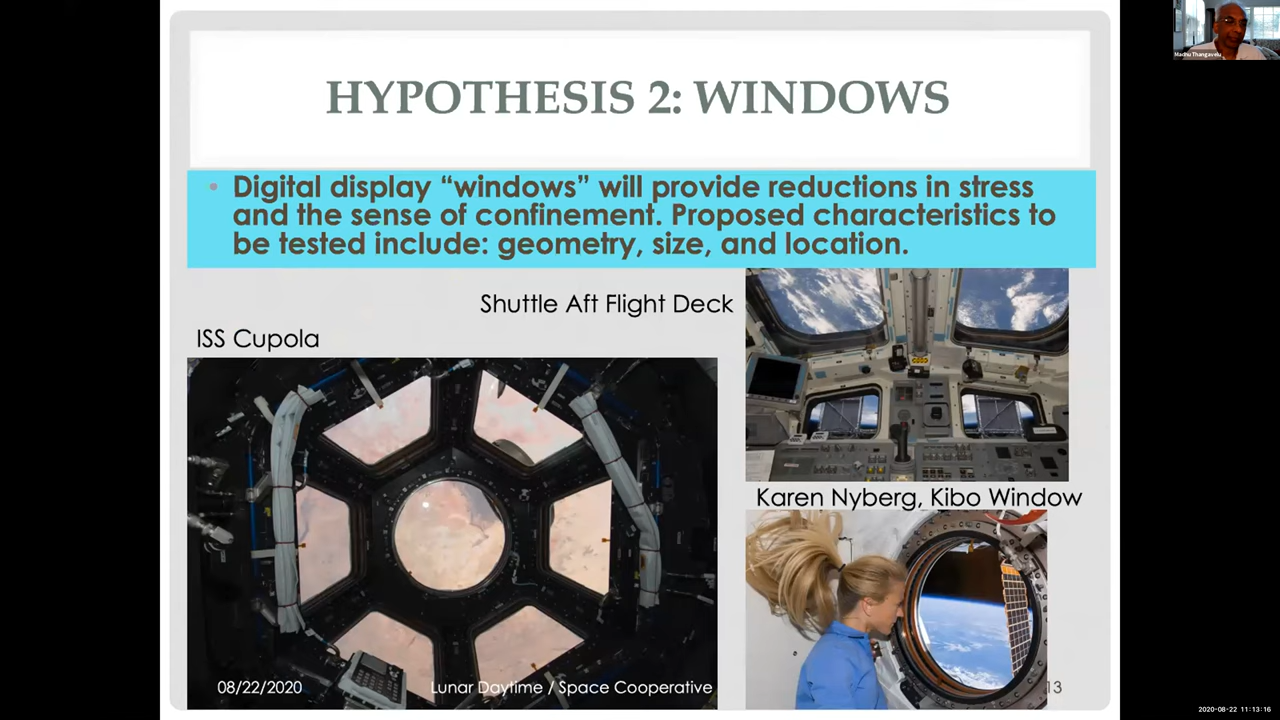 HYPOTHESIS 2: WINDOWS
• Digital display “windows” will provide reductions in stress
and the sense of confinement. Proposed characteristics to
be tested include: geometry, size, and location.
Shuttle Aft Flight Deck
ISS Cupola
Karen Nyberg, Kibo Window
08/22/2020
Lunar Daytime / Space Cooperative
13
Madhu Thangavelu
2020-08-22 11:13:16